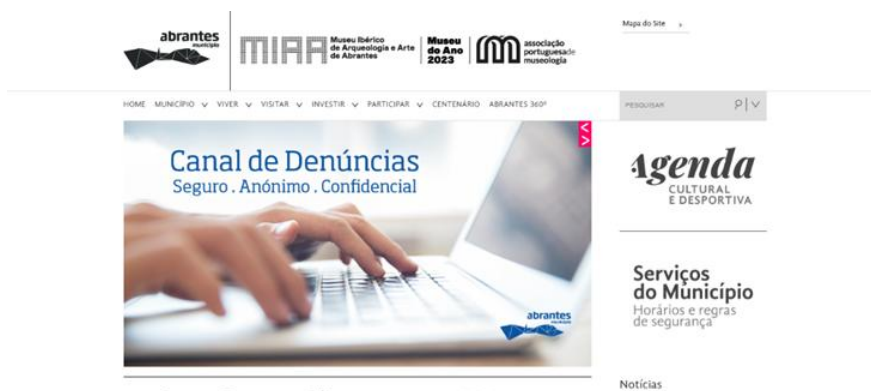 abrantes
município
MIAA
Museu Ibérico
de Arqueologia e Arte
de Abrantes
Museu
do Ano
2023
associação
portuguesa de
museologia
Mapa do Site
HOME MUNICÍPIO VIVER VISITAR INVESTIR PARTICIPAR CENTENÁRIO ABRANTES 360º
PESQUISAR
Canal de Denúncias
Seguro . Anónimo . Confidencial
abrantes
município
Agenda
CULTURAL
E DESPORTIVA
Serviços
do Município
Horários e regras
de segurança
Notícias